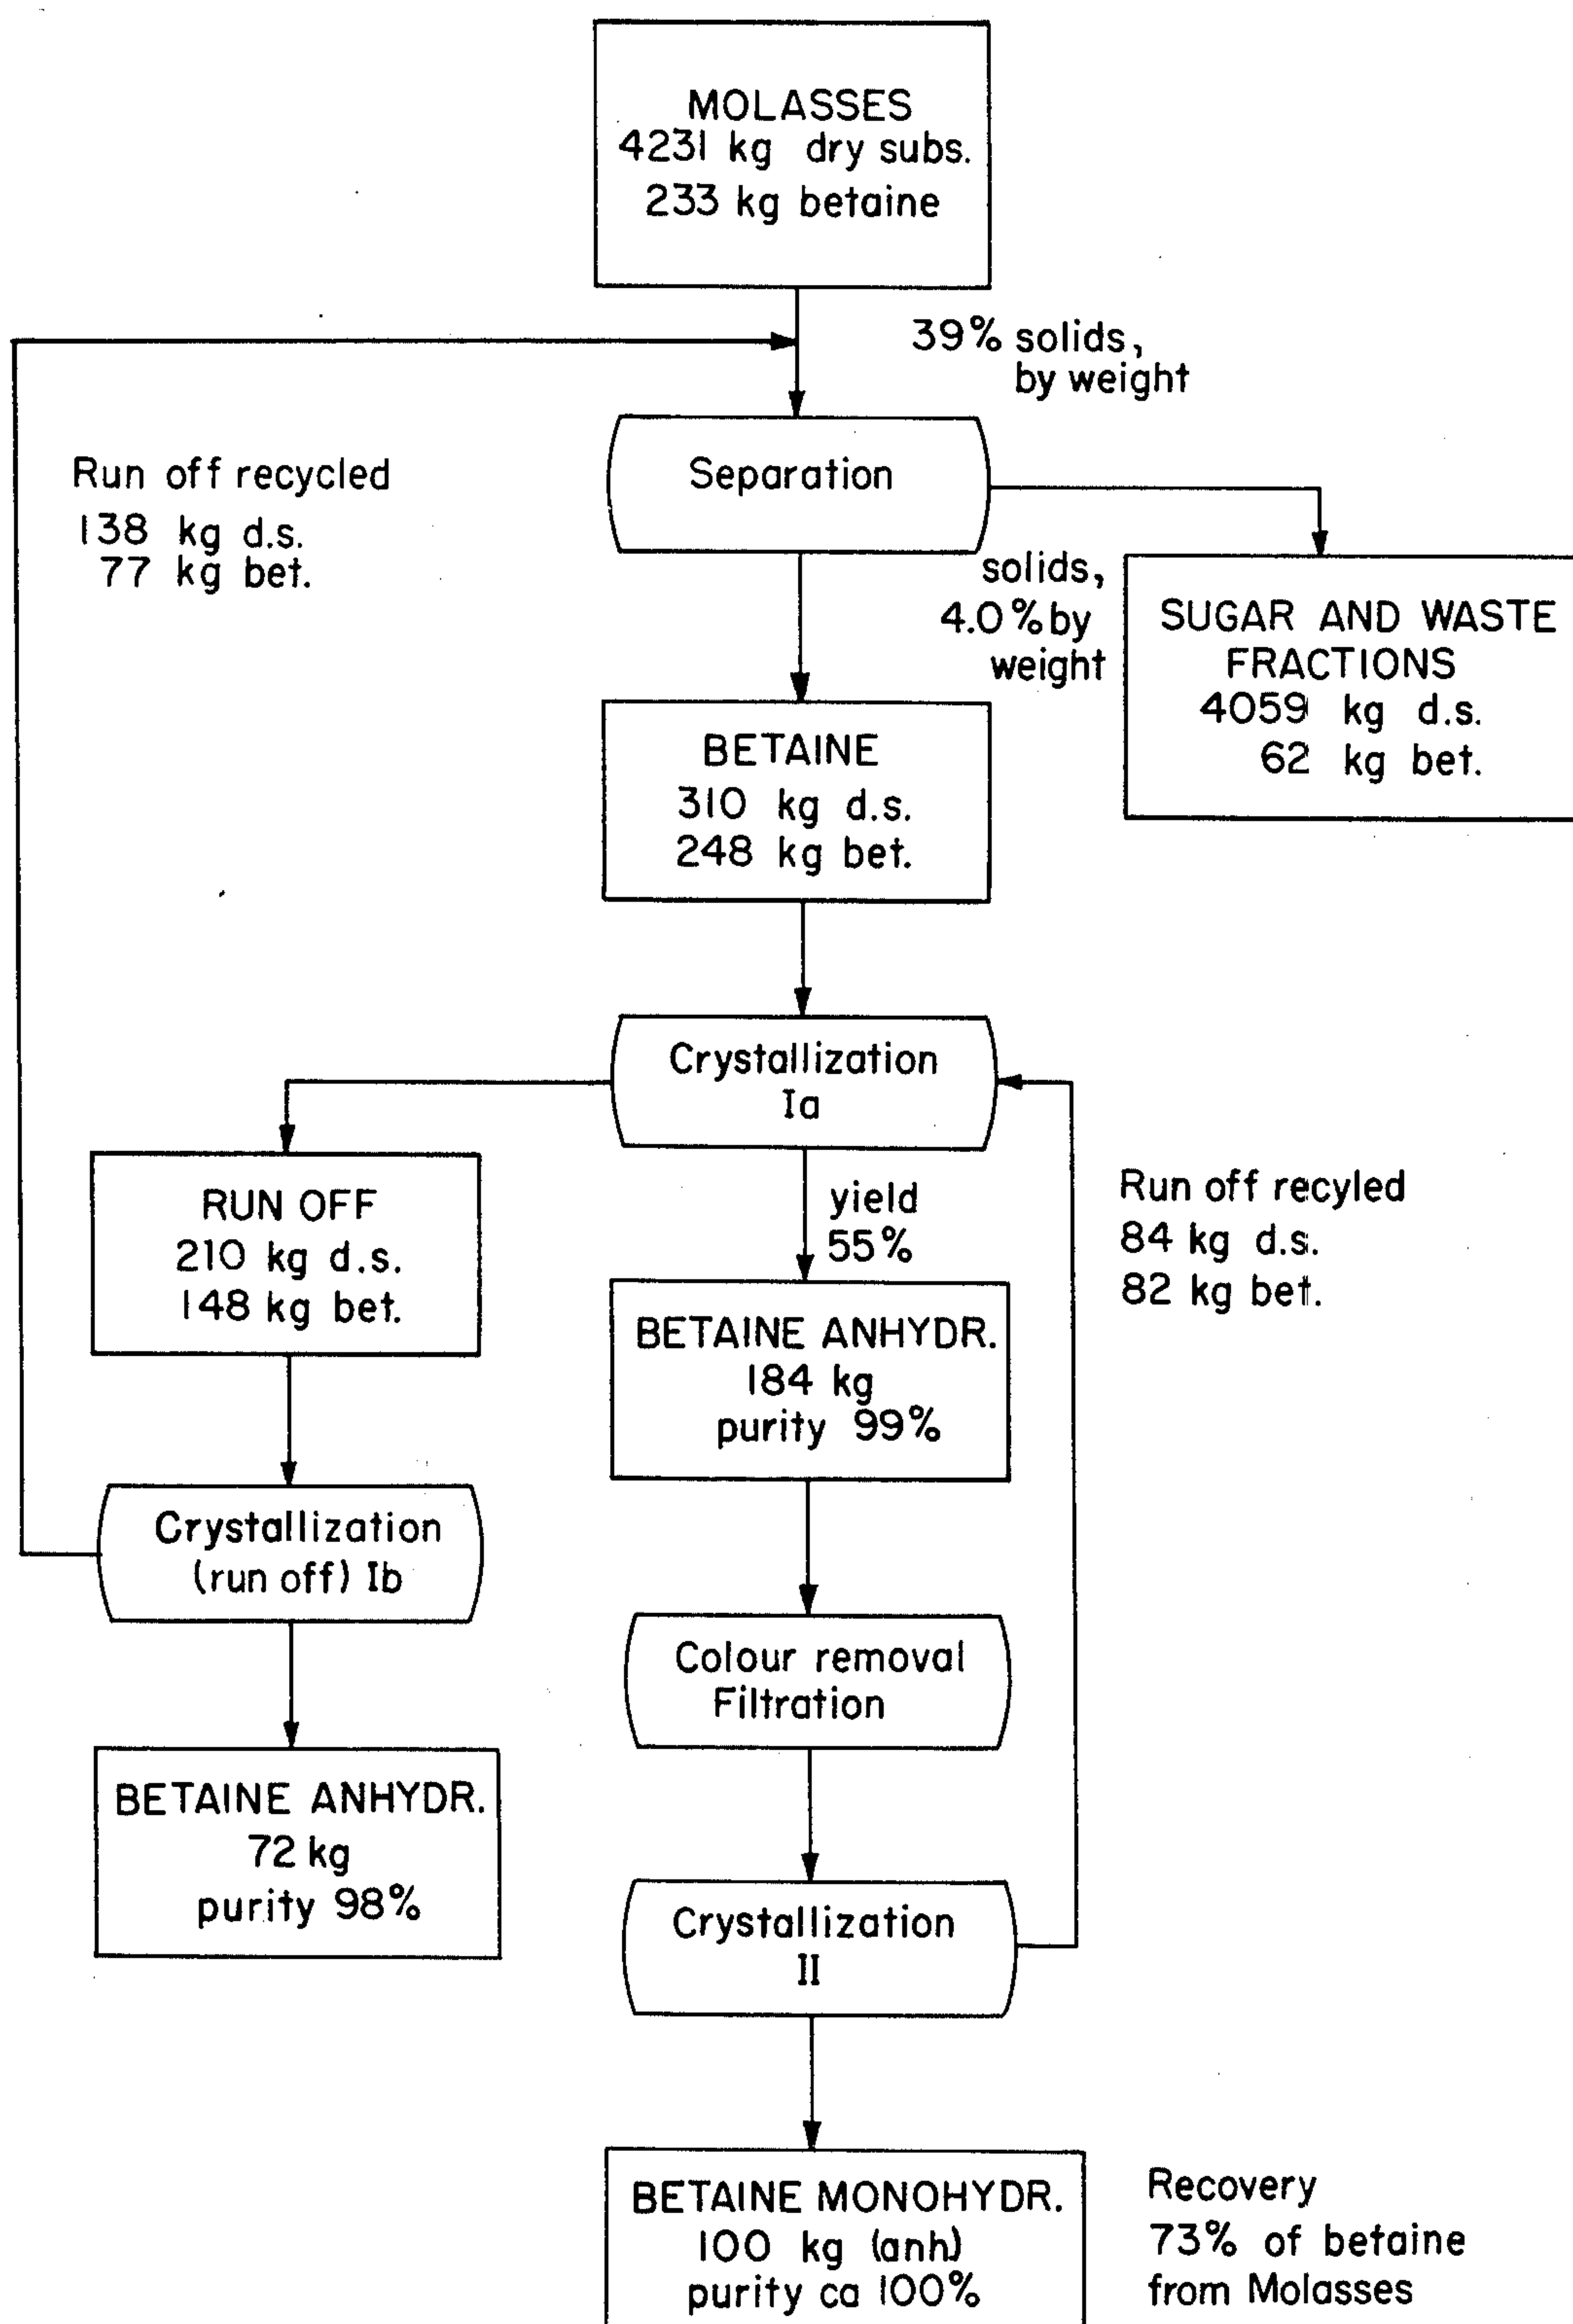 MOLASSES
4231 kg dry subs.
233 kg betaine
39% solids,
by weight
Separation
Run off recycled
138 kg d.s.
77 kg bet.
solids,
4.0% by
weight
SUGAR AND WASTE
FRACTIONS
4059 kg d.s.
62 kg bet.
BETAINE
310 kg d.s.
248 kg bet.
Crystallization
Ia
RUN OFF
210 kg d.s.
148 kg bet.
yield
55%
Run off recyled
84 kg d.s.
82 kg bet.
BETAINE ANHYDR.
184 kg
purity 99%
Crystallization
(run off) Ib
Colour removal
Filtration
BETAINE ANHYDR.
72 kg
purity 98%
Crystallization
II
BETAINE MONOHYDR.
100 kg (anh)
purity ca 100%
Recovery
73% of betaine
from Molasses